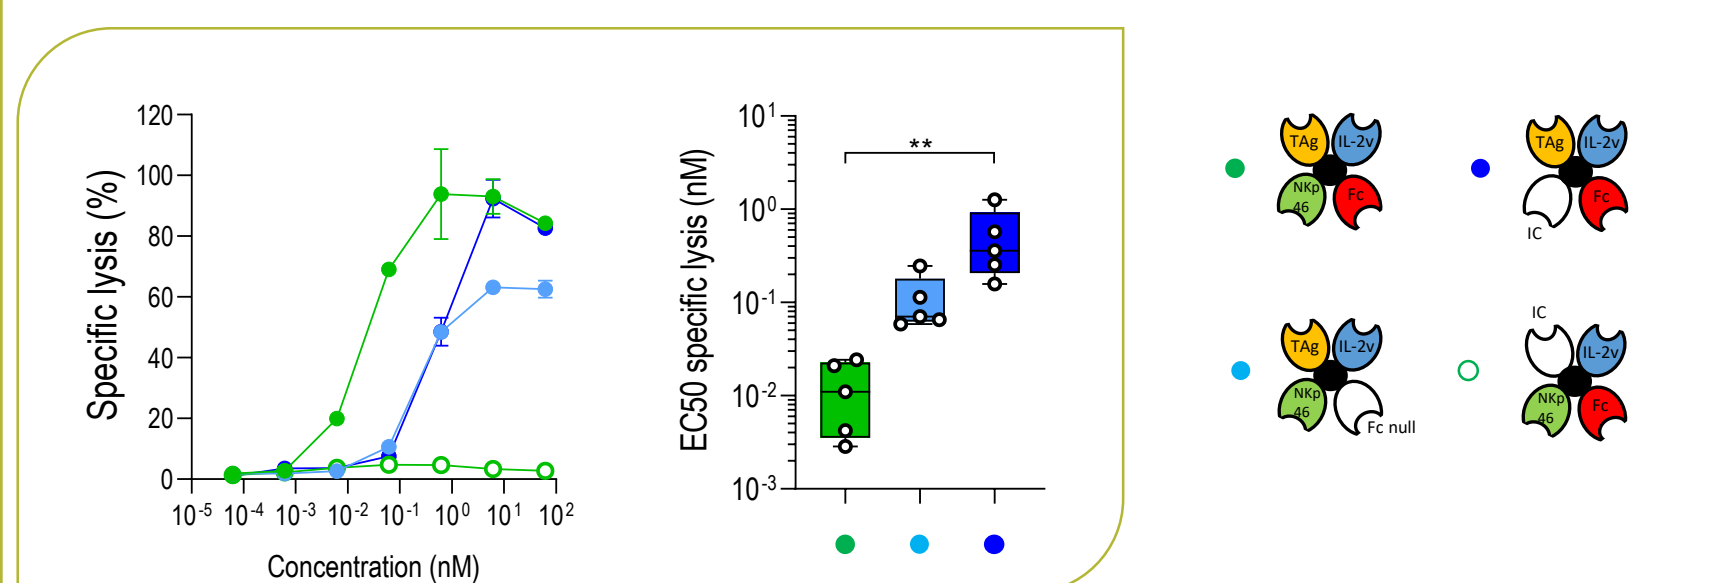 Specific lysis (%)
120
100
80
60
40
20
0
10-5 10-4 10-3 10-2 10-1 100 101 102
Concentration (nM)
EC50 specific lysis (nM)
101
100
10-1
10-2
10-3
**
TAg IL-2v
NKp
46
Fc
TAg IL-2v
Fc
IC
TAg IL-2v
NKp
46
Fc null
IC
IL-2v
NKp
46
Fc